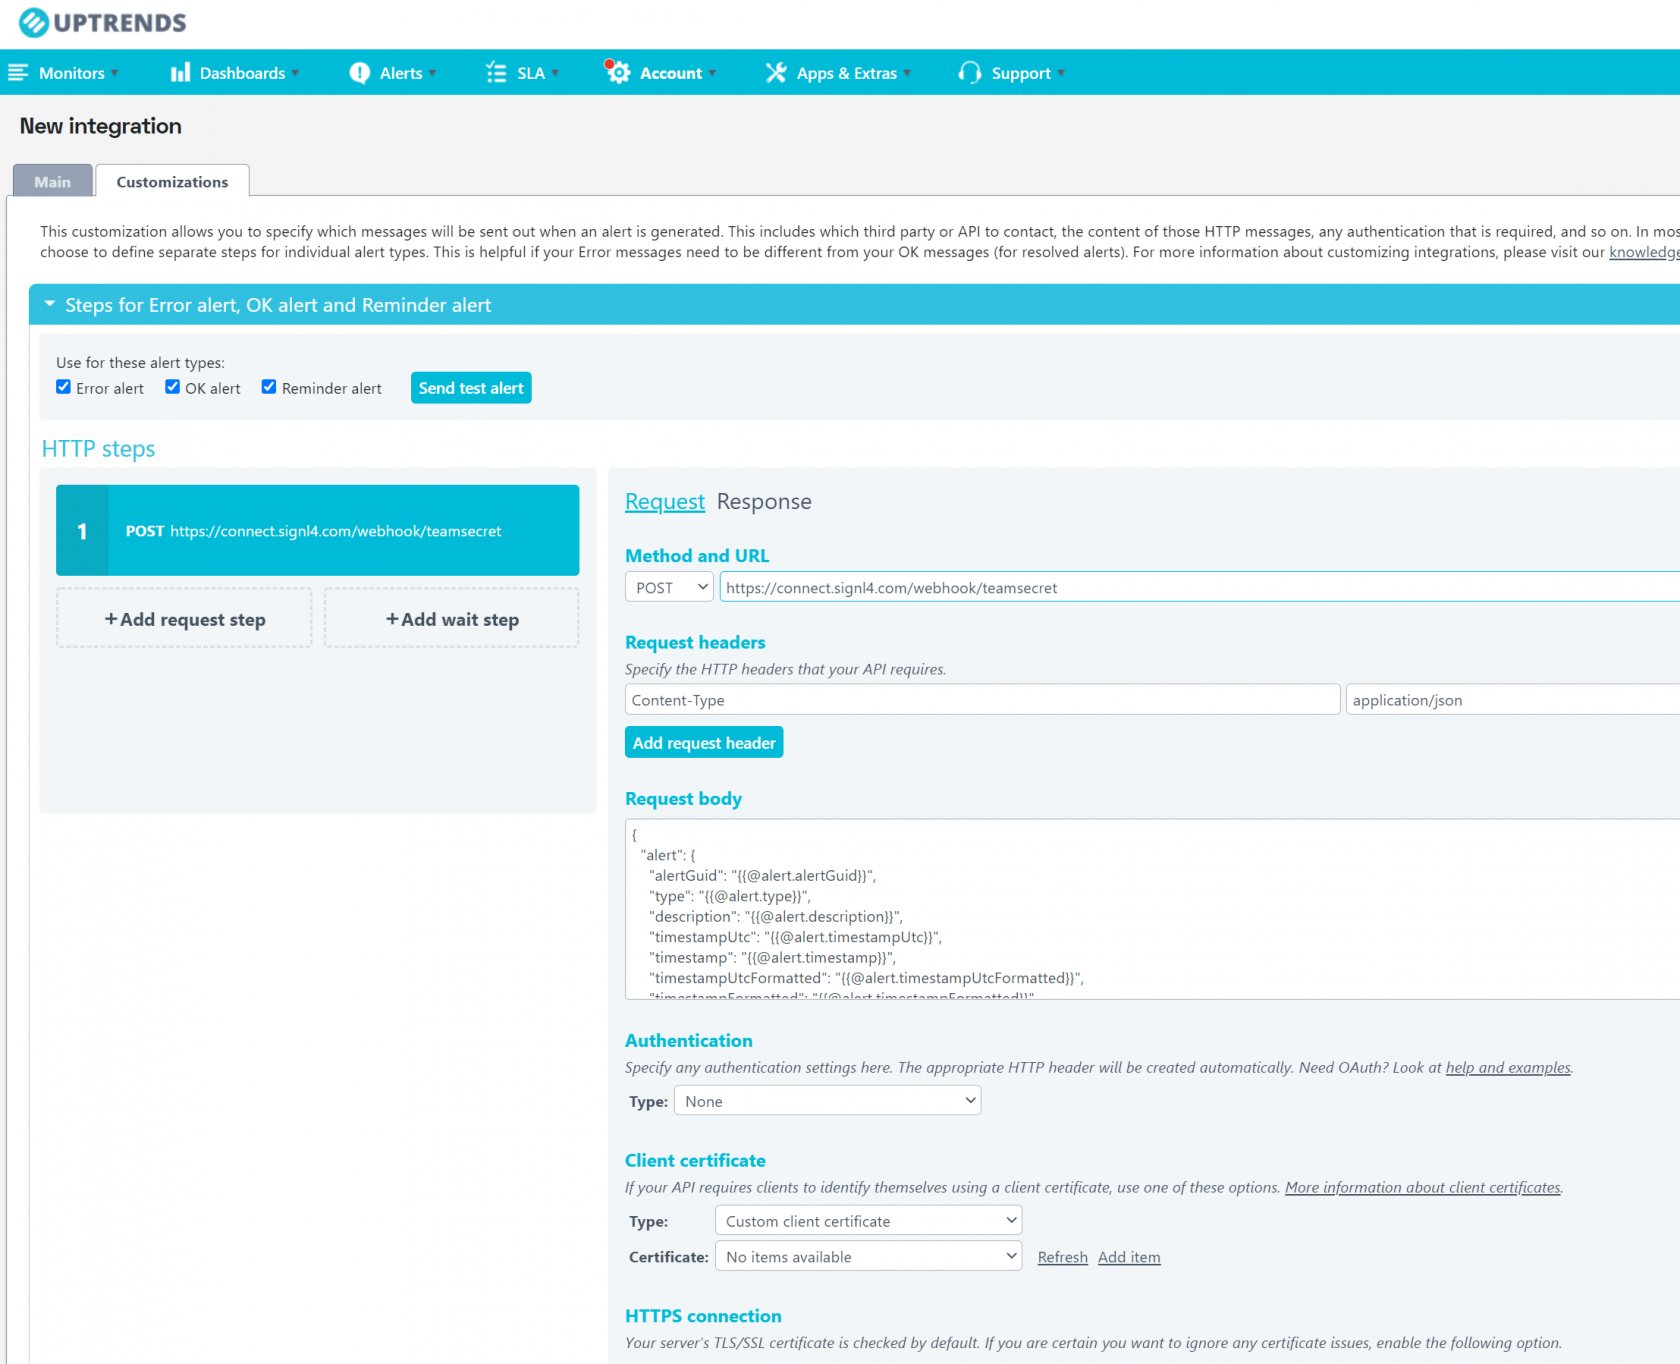 UPTRENDS
Monitors Dashboards Alerts SLA Account Apps & Extras Support
New integration
Main Customizations
This customization allows you to specify which messages will be sent out when an alert is generated. This includes which third party or API to contact, the content of those HTTP messages, any authentication that is required, and so on. In mos
choose to define separate steps for individual alert types. This is helpful if your Error messages need to be different from your OK messages (for resolved alerts). For more information about customizing integrations, please visit our knowledge
Steps for Error alert, OK alert and Reminder alert
Use for these alert types:
Error alert OK alert Reminder alert Send test alert
HTTP steps
1 POST https://connect.signl4.com/webhook/teamsecret
+Add request step +Add wait step
Request Response
Method and URL
POST https://connect.signl4.com/webhook/teamsecret
Request headers
Specify the HTTP headers that your API requires.
Content-Type application/json
Add request header
Request body
{
"alert": {
"alertGuid": "{{@alert.alertGuid}}",
"type": "{{@alert.type}}",
"description": "{{@alert.description}}",
"timestampUtc": "{{@alert.timestampUtc}}",
"timestamp": "{{@alert.timestamp}}",
"timestampUtcFormatted": "{{@alert.timestampUtcFormatted}}",
"timestampFormatted": "{{@alert.timestampFormatted}}"
Authentication
Specify any authentication settings here. The appropriate HTTP header will be created automatically. Need OAuth? Look at help and examples.
Type: None
Client certificate
If your API requires clients to identify themselves using a client certificate, use one of these options. More information about client certificates.
Type: Custom client certificate
Certificate: No items available Refresh Add item
HTTPS connection
Your server's TLS/SSL certificate is checked by default. If you are certain you want to ignore any certificate issues, enable the following option.